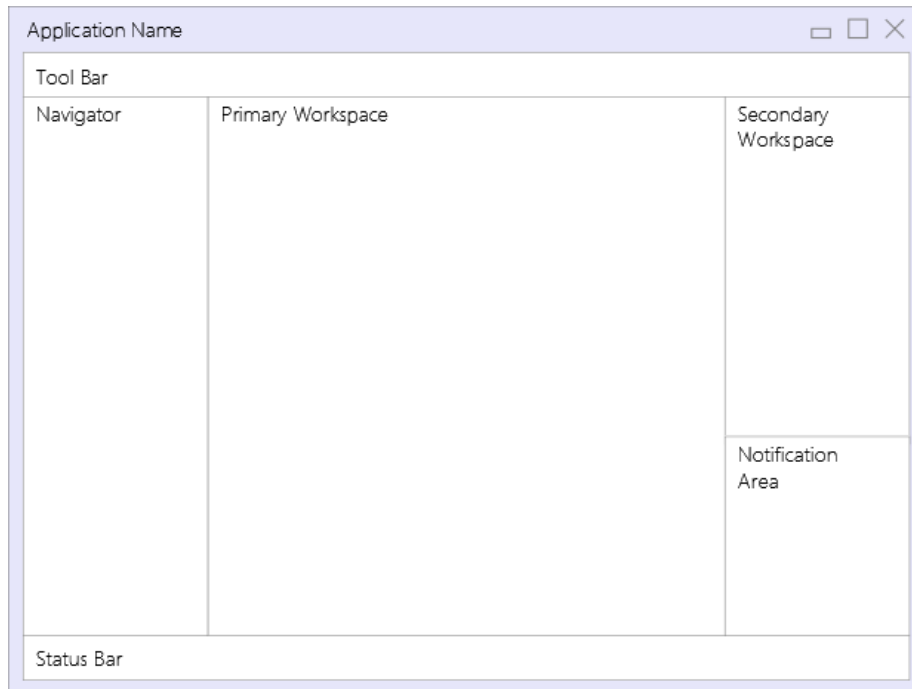 Application Name
Tool Bar
Navigator
Primary Workspace
Secondary
Workspace
Notification
Area
Status Bar